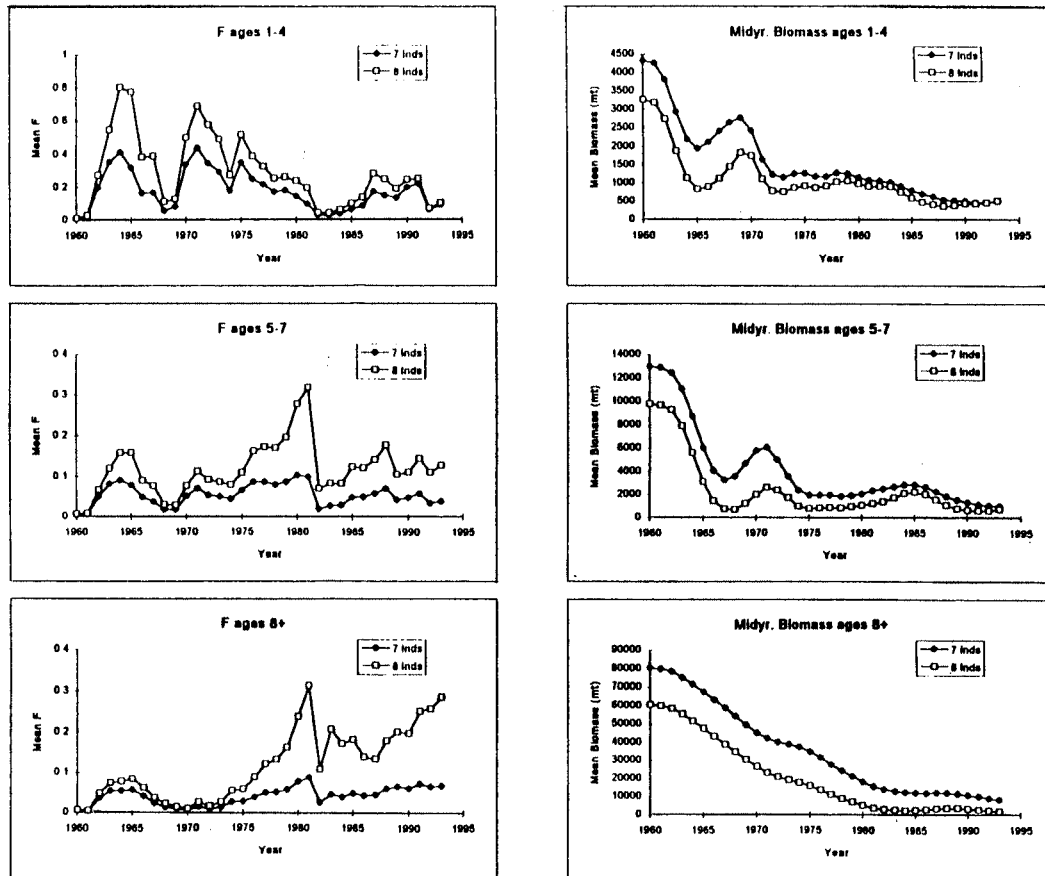 F ages 1-4
7 Inds
8 Inds
Mean F
1
0.8
0.6
0.4
0.2
0
1960 1965 1970 1975 1980 1985 1990 1995
Year
Midyr. Biomass ages 1-4
7 Inds
8 Inds
Mean Biomass (mt)
4500
4000
3500
3000
2500
2000
1500
1000
500
0
1960 1965 1970 1975 1980 1985 1990 1995
Year
F ages 5-7
7 Inds
8 Inds
Mean F
0 4
0.3
0.2
0.1
0
1960 1965 1970 1975 1980 1985 1990 1995
Year
Midyr. Biomass ages 5-7
7 Inds
8 Inds
Mean Biomass (mt)
14000
12000
10000
8000
6000
4000
2000
0
1960 1965 1970 1975 1980 1985 1990 1995
Year
F ages 8+
7 Inds
8 Inds
Mean F
0 4
0.3
0.2
0.1
0
1960 1965 1970 1975 1980 1985 1990 1995
Year
Midyr. Biomass ages 8+
7 Inds
8 Inds
Mean Biomass (mt)
90000
80000
70000
60000
50000
40000
30000
20000
10000
0
1960 1965 1970 1975 1980 1985 1990 1995
Year